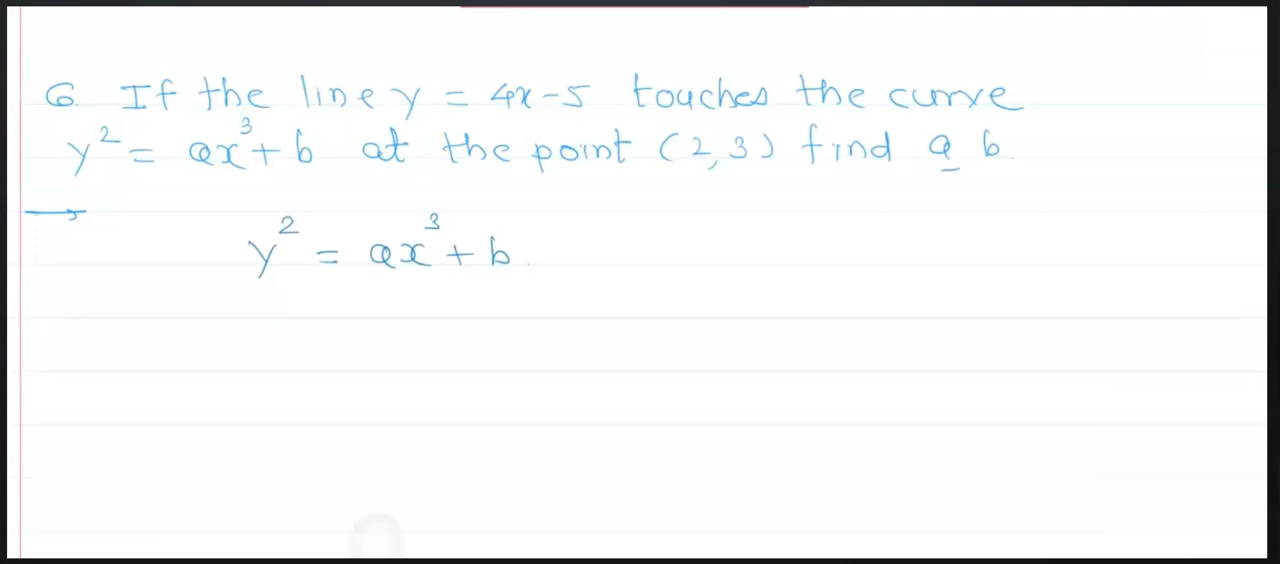 6. If the line y = 4x-5 touches the curve
y² = ax³ + b at the point (2,3) find a b.
y² = ax³ + b.